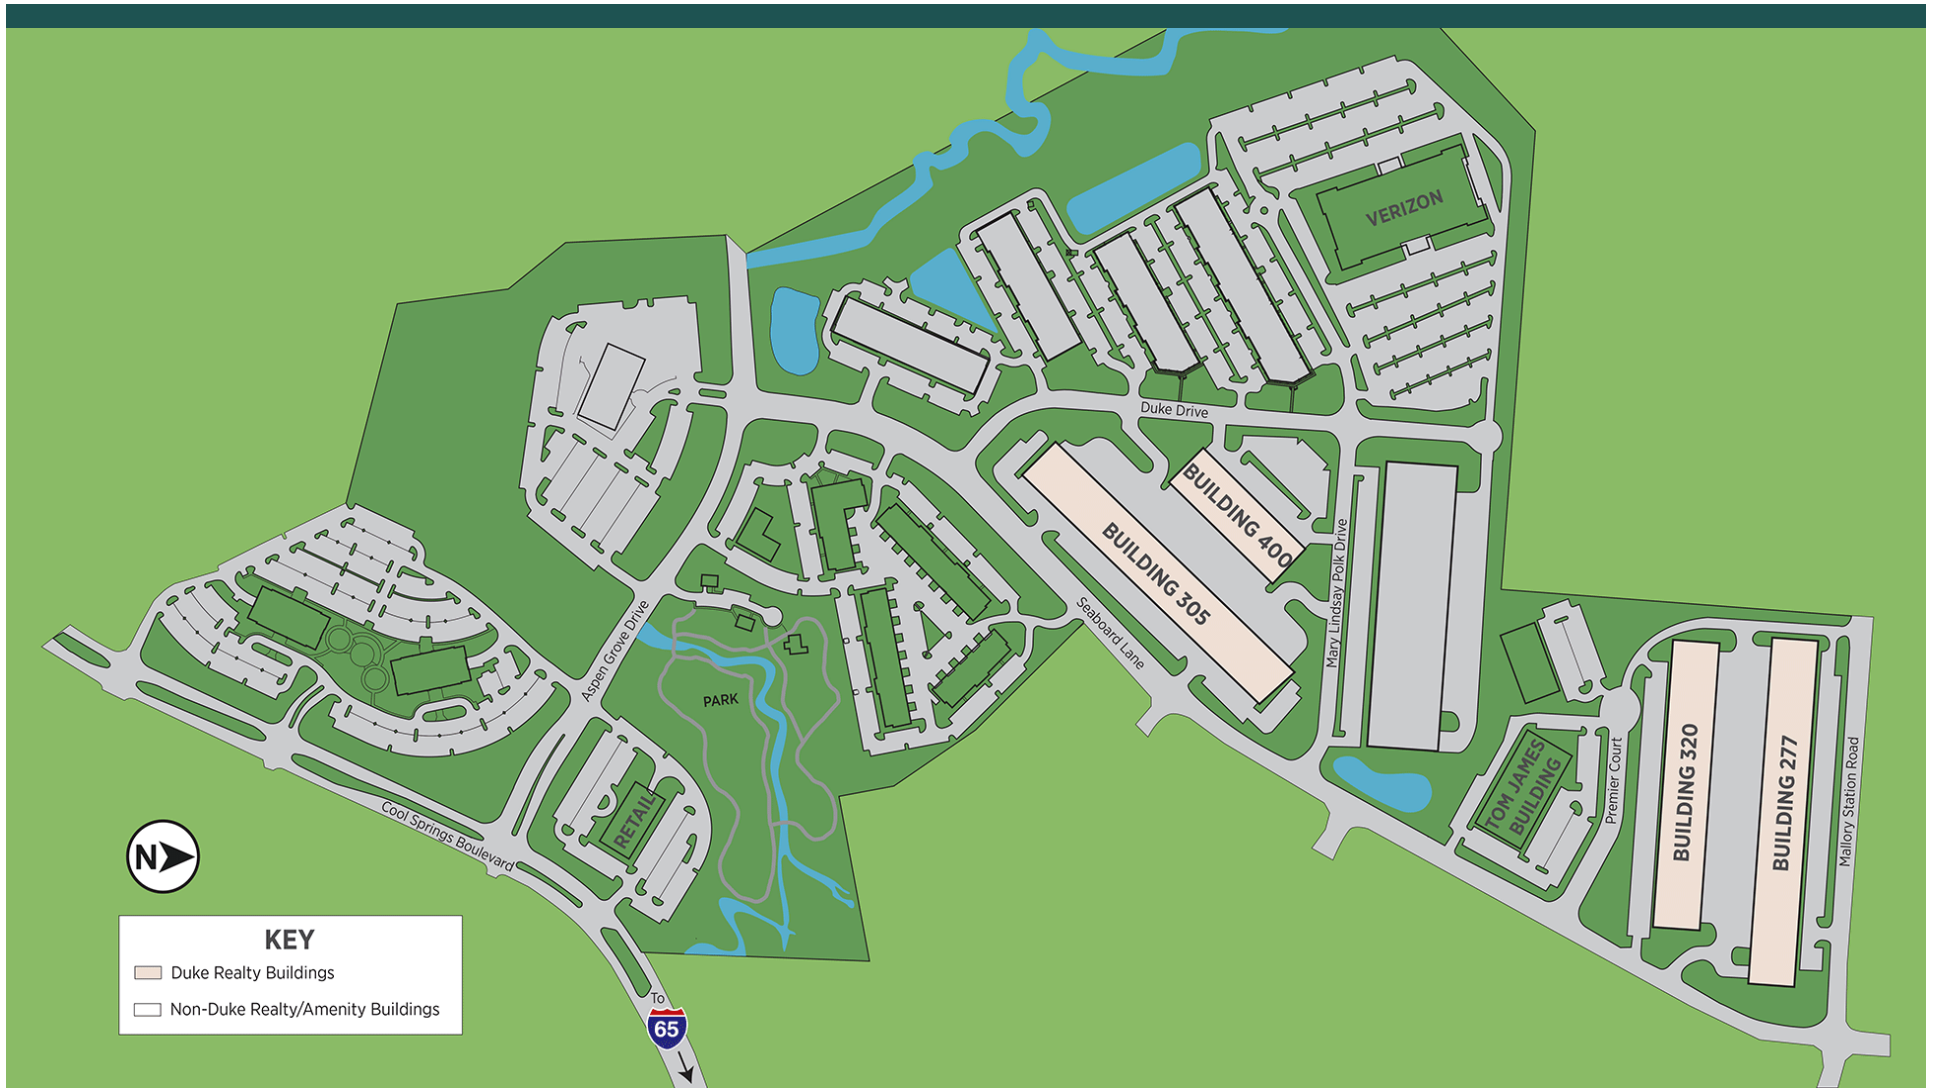 VERIZON
Duke Drive
BUILDING 400
BUILDING 305
Mary Lindsay Polk Drive
Seaboard Lane
Aspen Grove Drive
PARK
RETAIL
Cool Springs Boulevard
TOM JAMES
BUILDING
Premier Court
BUILDING 320
BUILDING 277
Mallory Station Road
N
KEY
Duke Realty Buildings
Non-Duke Realty/Amenity Buildings
To
65